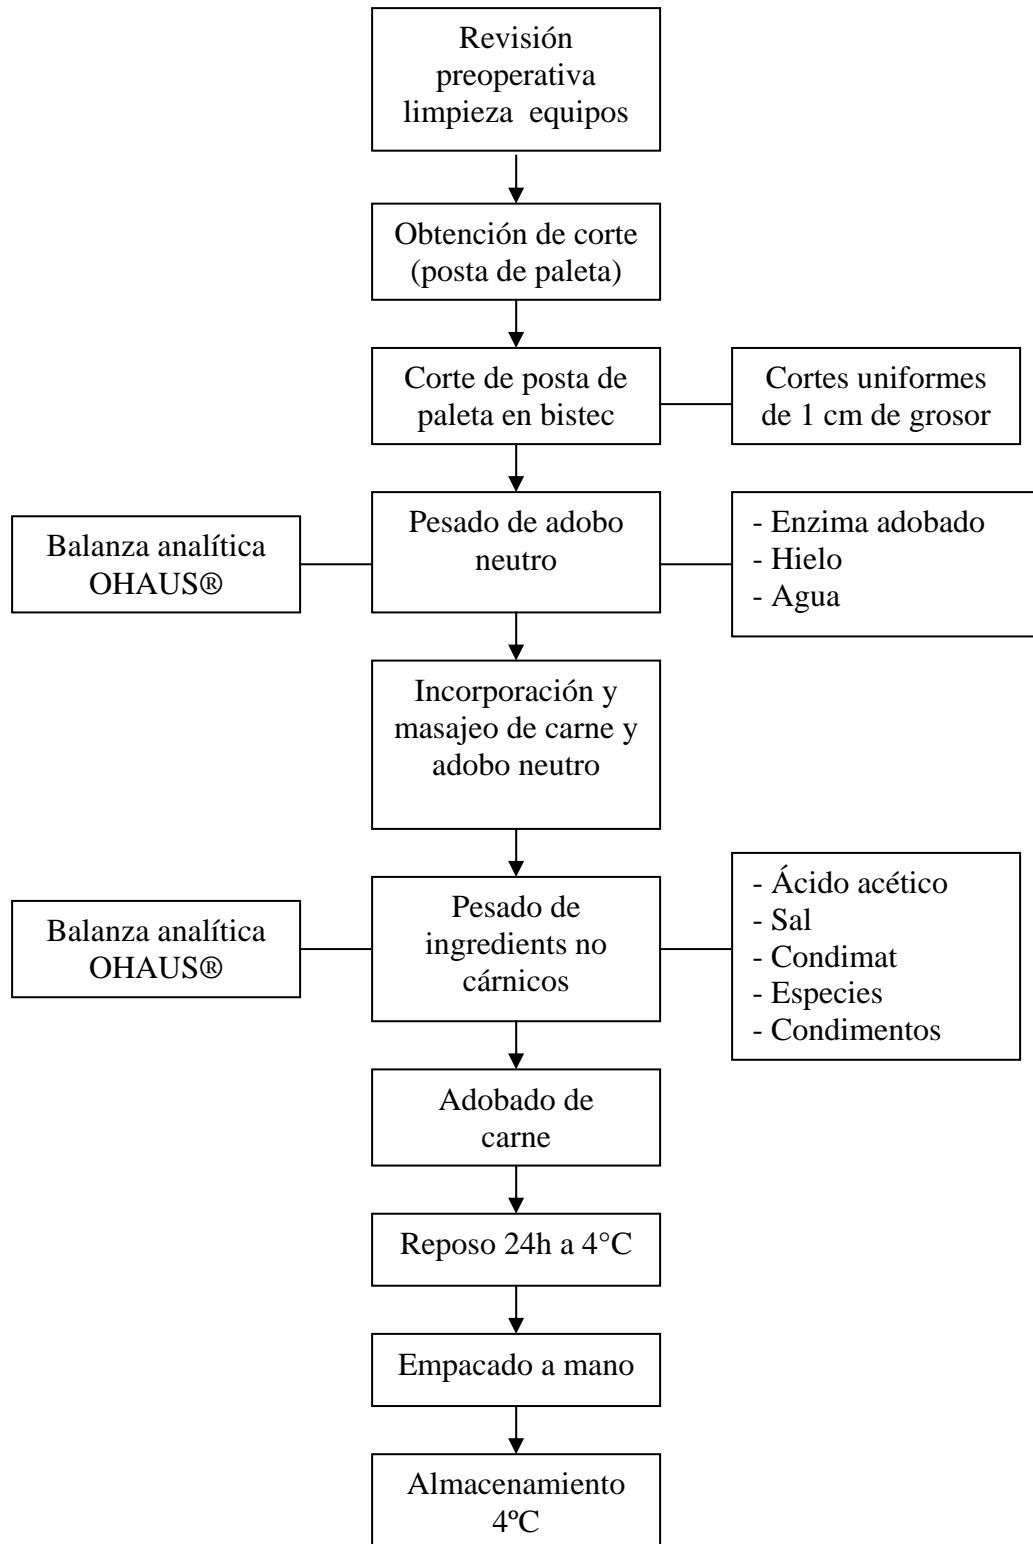 Revisión
preoperativa
limpieza  equipos
Obtención de corte
(posta de paleta)
Corte de posta de
paleta en bistec
Cortes uniformes
de 1 cm de grosor
Balanza analítica
OHAUS®
Pesado de adobo
neutro
- Enzima adobado
- Hielo
- Agua
Incorporación y
masajeo de carne y
adobo neutro
Balanza analítica
OHAUS®
Pesado de
ingredients no
cárnicos
- Ácido acético
- Sal
- Condimat
- Especies
- Condimentos
Adobado de
carne
Reposo 24h a 4°C
Empacado a mano
Almacenamiento
4ºC